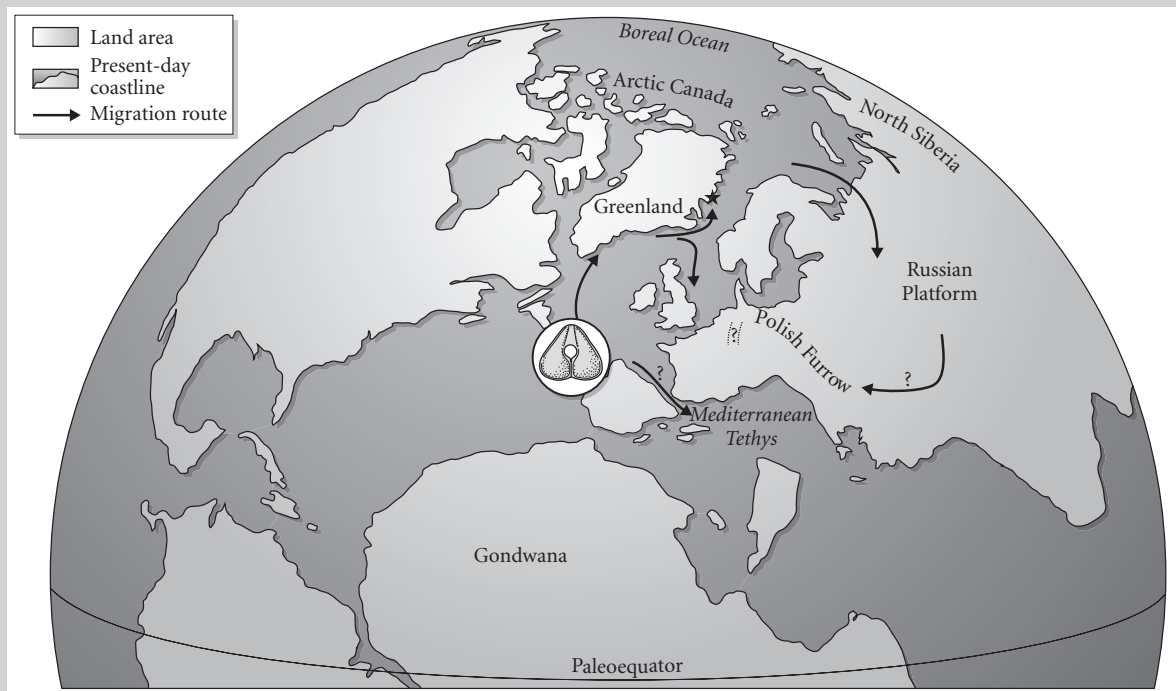 Land area
Present-day
coastline
Migration route
Boreal Ocean
Arctic Canada
North Siberia
Greenland
Russian
Platform
?
Polish Furrow
?
?
Mediterranean
Tethys
Gondwana
Paleoequator